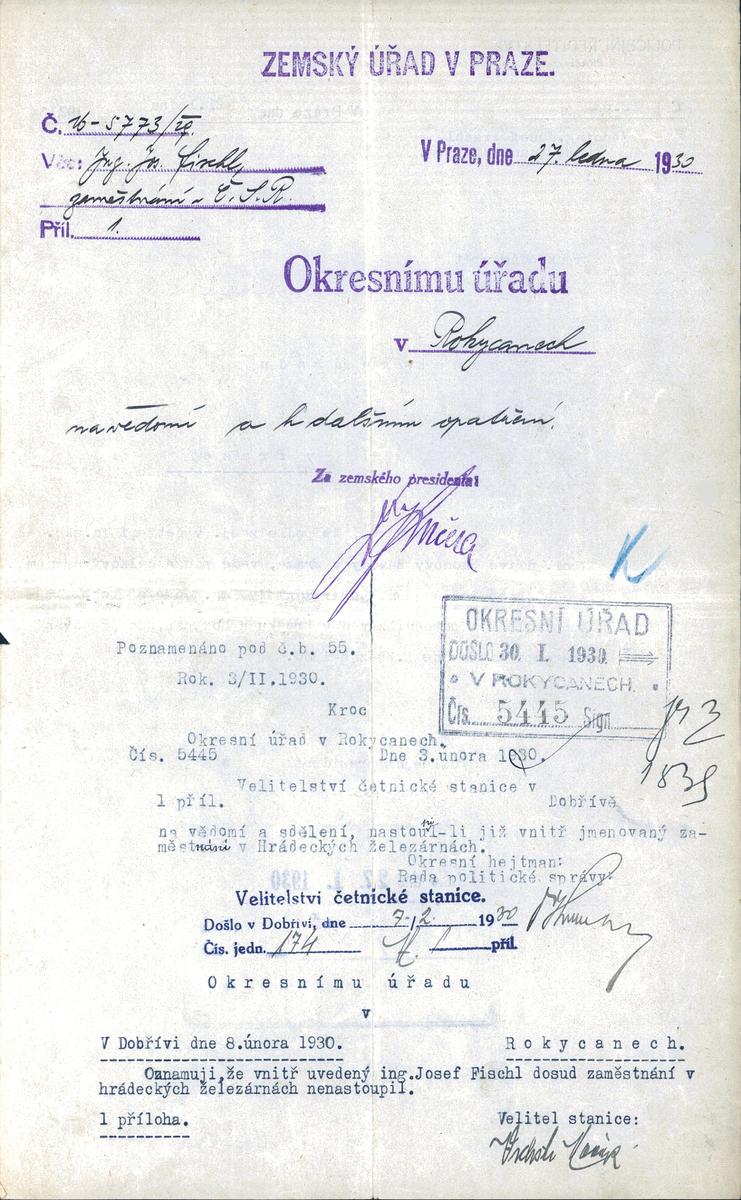 ZEMSKÝ ÚŘAD V PRAZE.
Č. 16-5773/
Věc: Ing. Jos. Fischl,
zaměstnání v Č.S.R.
Příl. 1.
V Praze, dne 27. ledna 1930
Okresnímu úřadu
v Rokycanech
na vědomí a k dalšímu opatření.
Za zemského presidenta:
K
OKRESNÍ ÚŘAD
DOŠLO 30. I. 1930
V ROKYCANECH.
Čís. 5445 Sign
Poznamenáno pod č.b. 55.
Rok. 3/II.1930.
Kroc
Okresní úřad v Rokycanech.
Čís. 5445 Dne 3.února 1930.
1839
Velitelství četnické stanice v
1 příl. Dobřívě
na vědomí a sdělení, nastoupil-li již vnitř jmenovaný za-
městnání v Hrádeckých železárnách.
Okresní hejtman:
Rada politické správy:
Velitelství četnické stanice.
Došlo v Dobřívi, dne 7./2. 1930
Čís. jedn. 174 příl.
Okresnímu úřadu
v
V Dobřívi dne 8.února 1930. Rokycanech.
Oznamuji,že vnitř uvedený ing.Josef Fischl dosud zaměstnání v
hrádeckých železárnách nenastoupil.
1 příloha. Velitel stanice: